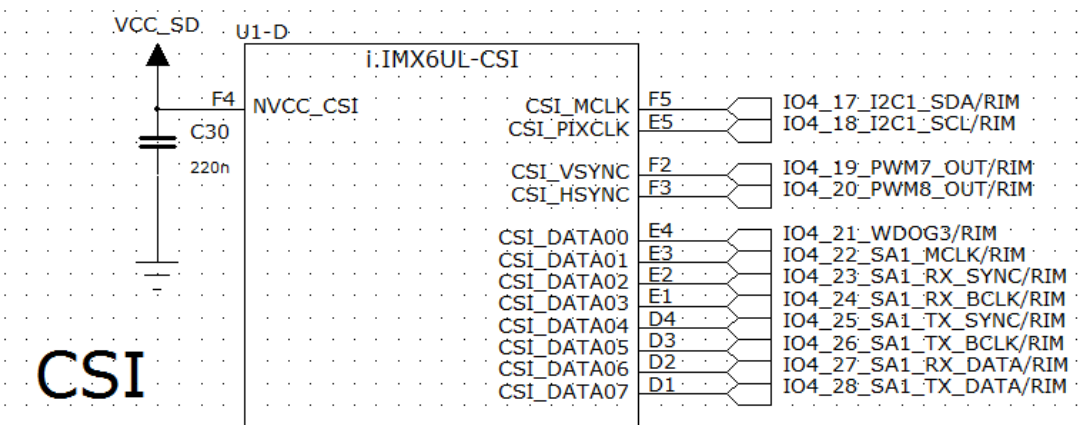 VCC_SD
U1-D
i.IMX6UL-CSI
F4
NVCC_CSI
C30
220n
CSI_MCLK F5 IO4_17_I2C1_SDA/RIM
CSI_PIXCLK E5 IO4_18_I2C1_SCL/RIM
CSI_VSYNC F2 IO4_19_PWM7_OUT/RIM
CSI_HSYNC F3 IO4_20_PWM8_OUT/RIM
CSI_DATA00 E4 IO4_21_WDOG3/RIM
CSI_DATA01 E3 IO4_22_SA1_MCLK/RIM
CSI_DATA02 E2 IO4_23_SA1_RX_SYNC/RIM
CSI_DATA03 E1 IO4_24_SA1_RX_BCLK/RIM
CSI_DATA04 D4 IO4_25_SA1_TX_SYNC/RIM
CSI_DATA05 D3 IO4_26_SA1_TX_BCLK/RIM
CSI_DATA06 D2 IO4_27_SA1_RX_DATA/RIM
CSI_DATA07 D1 IO4_28_SA1_TX_DATA/RIM
CSI